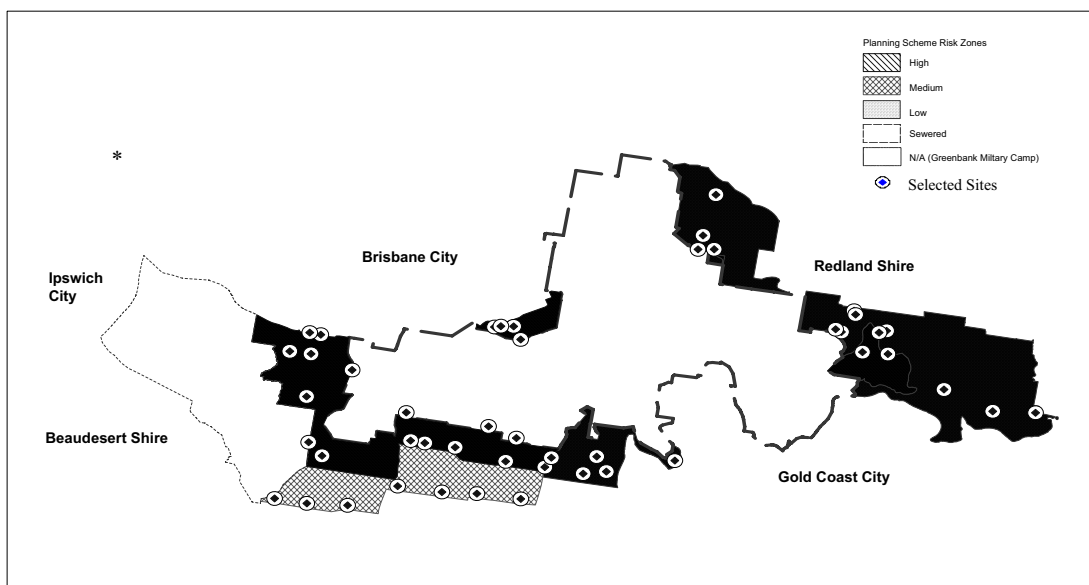 Planning Scheme Risk Zones
High
Medium
Low
Sewered
N/A (Greenbank Miltary Camp)
Selected Sites
*
Brisbane City
Ipswich
City
Redland Shire
Beaudesert Shire
Gold Coast City